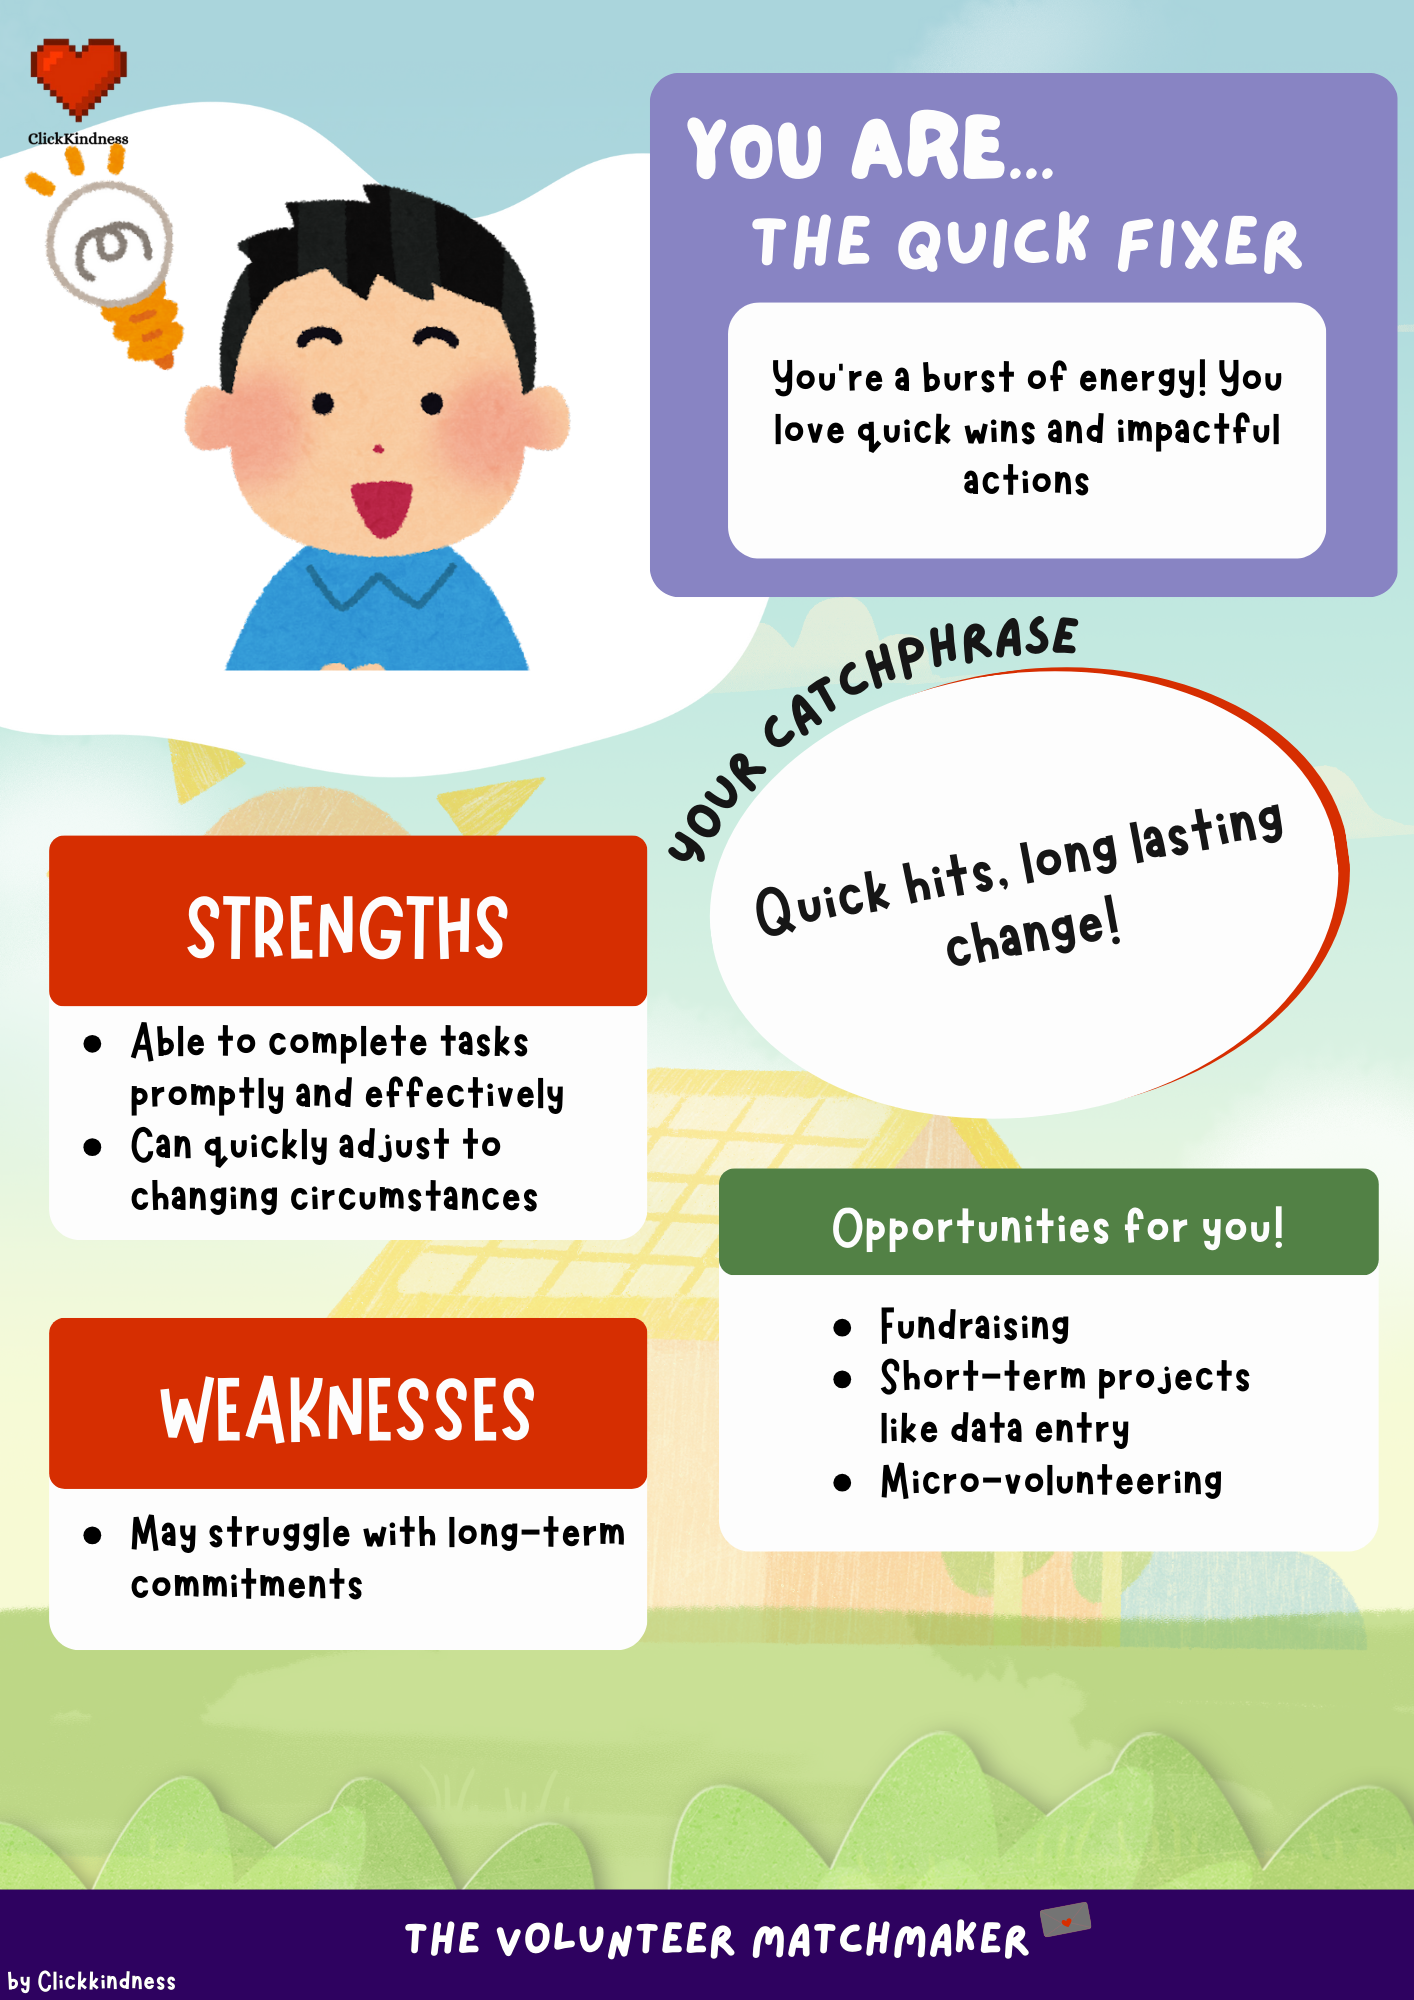 ClickKindness
YOU ARE...
THE QUICK FIXER
You're a burst of energy! You
love quick wins and impactful
actions
YOUR CATCHPHRASE
Quick hits, long lasting
change!
STRENGTHS
• Able to complete tasks
promptly and effectively
• Can quickly adjust to
changing circumstances
WEAKNESSES
• May struggle with long-term
commitments
Opportunities for you!
• Fundraising
• Short-term projects
like data entry
• Micro-volunteering
THE VOLUNTEER MATCHMAKER
by Clickkindness